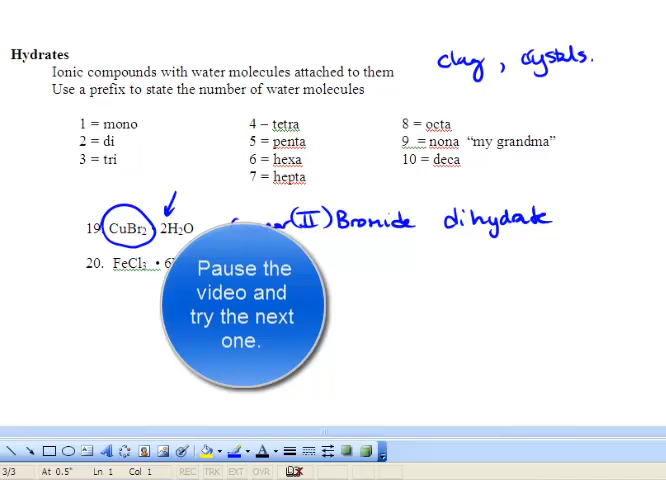 Hydrates
clay, crystals.
Ionic compounds with water molecules attached to them
Use a prefix to state the number of water molecules
1 = mono 4 – tetra 8 = octa
2 = di 5 = penta 9 = nona "my grandma"
3 = tri 6 = hexa 10 = deca
7 = hepta
19 CuBr₂ · 2H₂O (II) Bromide dihydrate
20. FeCl₃ • 6
Pause the
video and
try the next
one.
3/3 At 0.5" Ln 1 Col 1 REC TRK EXT OVR